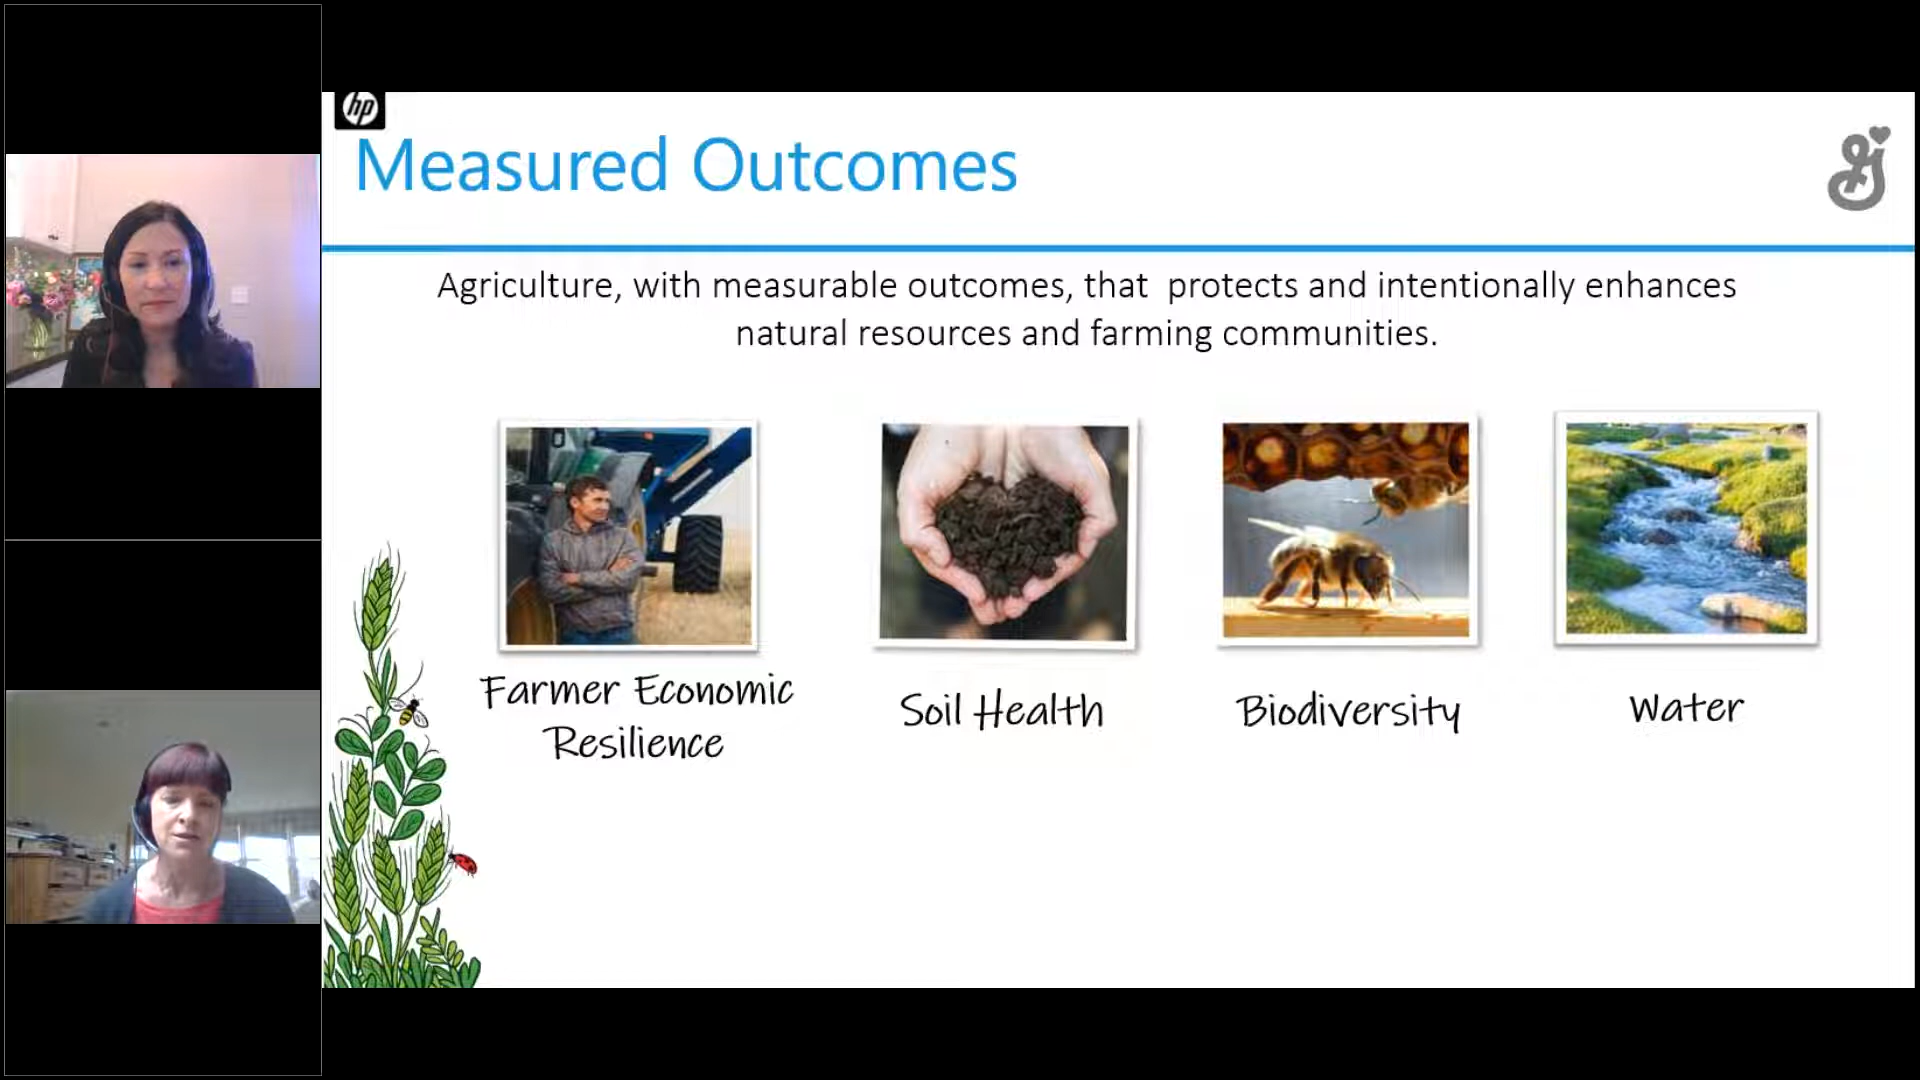 hp
Measured Outcomes
Agriculture, with measurable outcomes, that protects and intentionally enhances
natural resources and farming communities.
Farmer Economic
Resilience
Soil Health
Biodiversity
Water